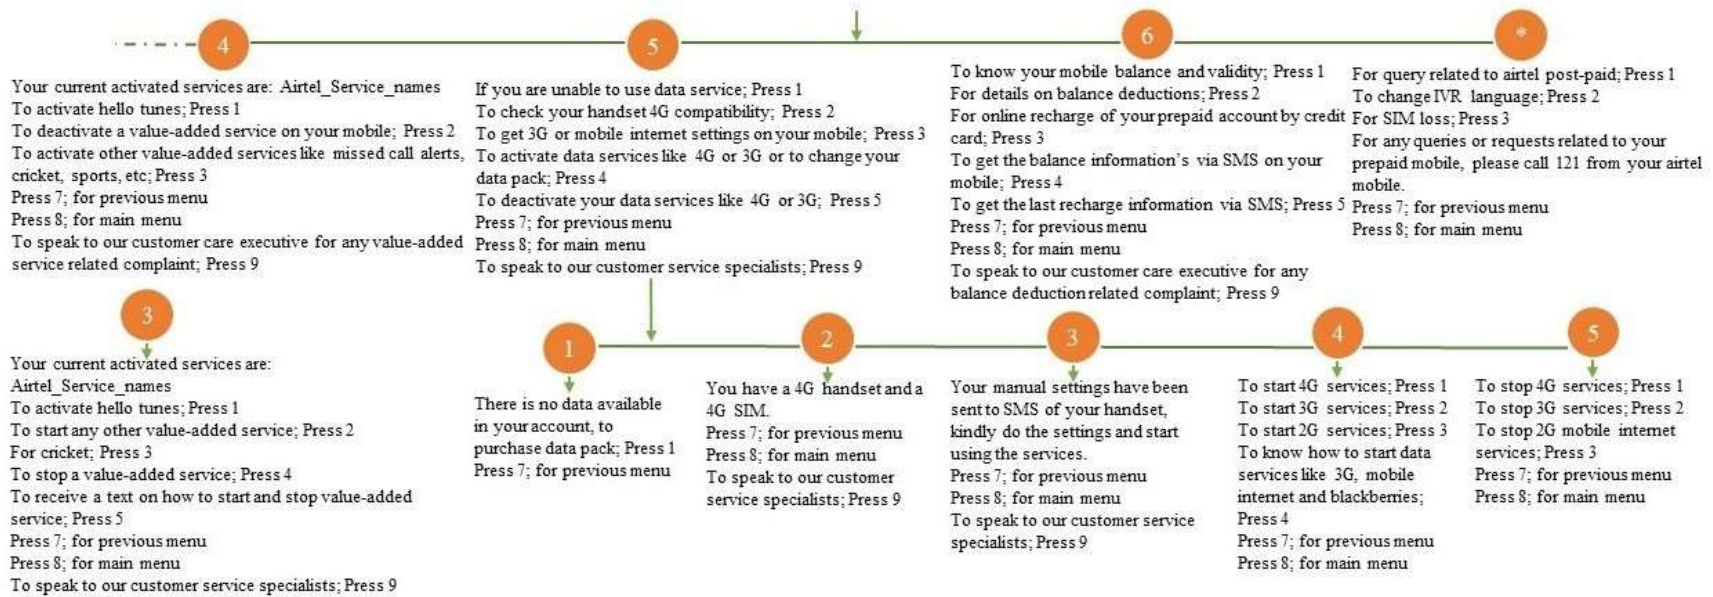 4
Your current activated services are: Airtel_Service_names
To activate hello tunes; Press 1
To deactivate a value-added service on your mobile; Press 2
To activate other value-added services like missed call alerts,
cricket, sports, etc; Press 3
Press 7; for previous menu
Press 8; for main menu
To speak to our customer care executive for any value-added
service related complaint; Press 9
5
If you are unable to use data service; Press 1
To check your handset 4G compatibility; Press 2
To get 3G or mobile internet settings on your mobile; Press 3
To activate data services like 4G or 3G or to change your
data pack; Press 4
To deactivate your data services like 4G or 3G; Press 5
Press 7; for previous menu
Press 8; for main menu
To speak to our customer service specialists; Press 9
6
To know your mobile balance and validity; Press 1
For details on balance deductions; Press 2
For online recharge of your prepaid account by credit
card; Press 3
To get the balance information's via SMS on your
mobile; Press 4
To get the last recharge information via SMS; Press 5
Press 7; for previous menu
Press 8; for main menu
To speak to our customer care executive for any
balance deduction related complaint; Press 9
*
For query related to airtel post-paid; Press 1
To change IVR language; Press 2
For SIM loss; Press 3
For any queries or requests related to your
prepaid mobile, please call 121 from your airtel
mobile.
Press 7; for previous menu
Press 8; for main menu
3
Your current activated services are:
Airtel_Service_names
To activate hello tunes; Press 1
To start any other value-added service; Press 2
For cricket; Press 3
To stop a value-added service; Press 4
To receive a text on how to start and stop value-added
service; Press 5
Press 7; for previous menu
Press 8; for main menu
To speak to our customer service specialists; Press 9
1
There is no data available
in your account, to
purchase data pack; Press 1
Press 7; for previous menu
2
You have a 4G handset and a
4G SIM.
Press 7; for previous menu
Press 8; for main menu
To speak to our customer
service specialists; Press 9
3
Your manual settings have been
sent to SMS of your handset,
kindly do the settings and start
using the services.
Press 7; for previous menu
Press 8; for main menu
To speak to our customer service
specialists; Press 9
4
To start 4G services; Press 1
To start 3G services; Press 2
To start 2G services; Press 3
To know how to start data
services like 3G, mobile
internet and blackberries;
Press 4
Press 7; for previous menu
Press 8; for main menu
5
To stop 4G services; Press 1
To stop 3G services; Press 2
To stop 2G mobile internet
services; Press 3
Press 7; for previous menu
Press 8; for main menu